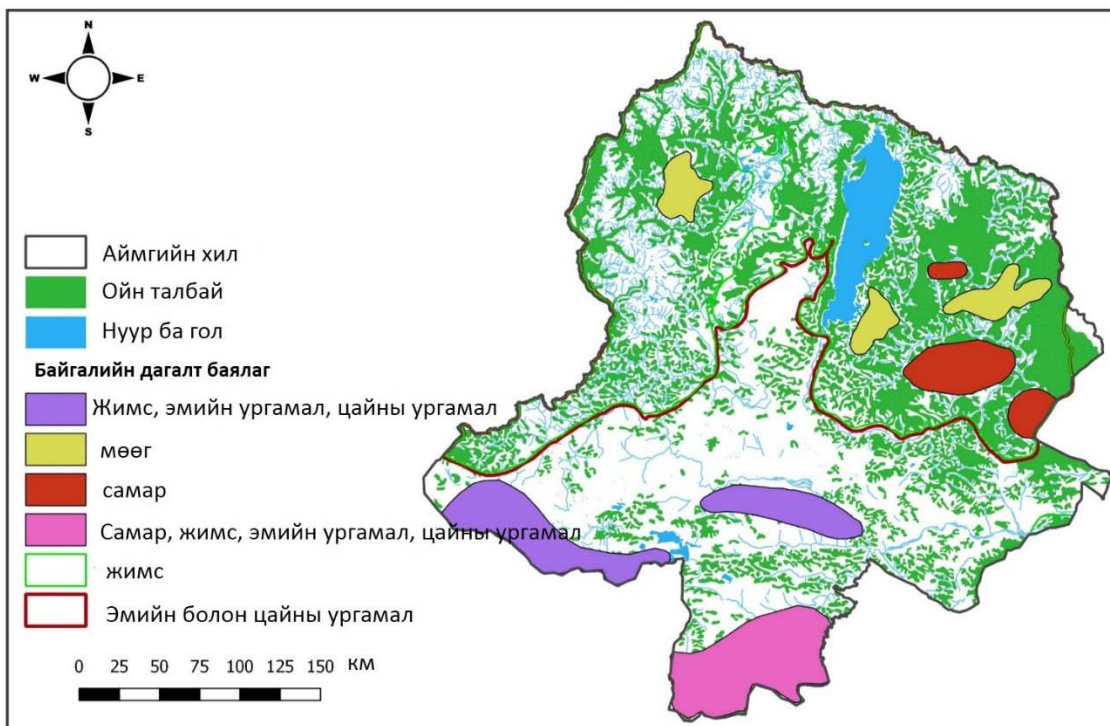 N
W E
S
Аймгийн хил
Ойн талбай
Нуур ба гол
Байгалийн дагалт баялаг
Жимс, эмийн ургамал, цайны ургамал
мөөг
самар
Самар, жимс, эмийн ургамал, цайны ургамал
жимс
Эмийн болон цайны ургамал
0 25 50 75 100 125 150 км